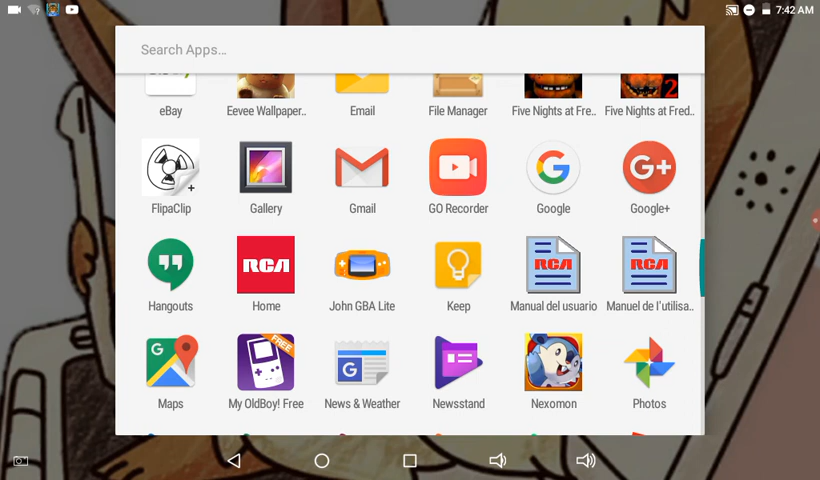 7:42 AM
Search Apps...
eBay
Eevee Wallpaper..
Email
File Manager
Five Nights at Fre..
Five Nights at Fred..
2
FlipaClip
Gallery
Gmail
GO Recorder
Google
G+
Google+
Hangouts
RCA
Home
John GBA Lite
Keep
RCA
Manual del usuario
RCA
Manuel de l'utilisa..
G
Maps
FREE
My OldBoy! Free
G
News & Weather
Newsstand
Nexomon
Photos